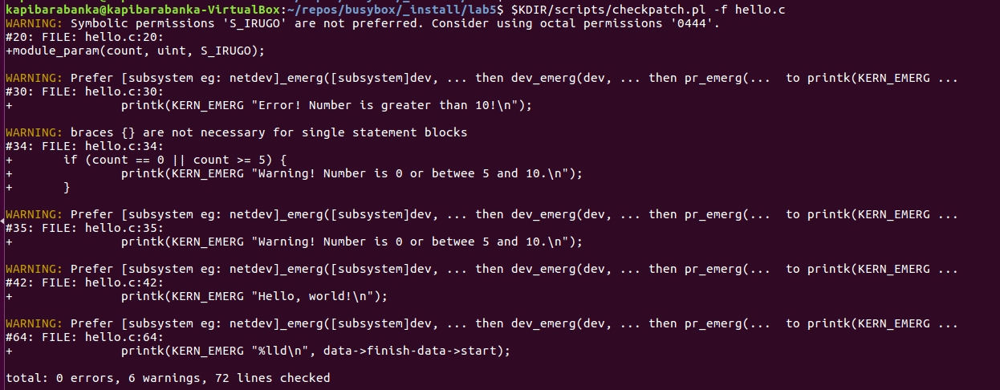 kapibarabanka@kapibarabanka-VirtualBox:~/repos/busybox/_install/lab5$ $KDIR/scripts/checkpatch.pl -f hello.c
WARNING: Symbolic permissions 'S_IRUGO' are not preferred. Consider using octal permissions '0444'.
#20: FILE: hello.c:20:
+module_param(count, uint, S_IRUGO);

WARNING: Prefer [subsystem eg: netdev]_emerg([subsystem]dev, ... then dev_emerg(dev, ... then pr_emerg(...  to printk(KERN_EMERG ...
#30: FILE: hello.c:30:
+               printk(KERN_EMERG "Error! Number is greater than 10!\n");

WARNING: braces {} are not necessary for single statement blocks
#34: FILE: hello.c:34:
+       if (count == 0 || count >= 5) {
+               printk(KERN_EMERG "Warning! Number is 0 or betwee 5 and 10.\n");
+       }

WARNING: Prefer [subsystem eg: netdev]_emerg([subsystem]dev, ... then dev_emerg(dev, ... then pr_emerg(...  to printk(KERN_EMERG ...
#35: FILE: hello.c:35:
+               printk(KERN_EMERG "Warning! Number is 0 or betwee 5 and 10.\n");

WARNING: Prefer [subsystem eg: netdev]_emerg([subsystem]dev, ... then dev_emerg(dev, ... then pr_emerg(...  to printk(KERN_EMERG ...
#42: FILE: hello.c:42:
+               printk(KERN_EMERG "Hello, world!\n");

WARNING: Prefer [subsystem eg: netdev]_emerg([subsystem]dev, ... then dev_emerg(dev, ... then pr_emerg(...  to printk(KERN_EMERG ...
#64: FILE: hello.c:64:
+               printk(KERN_EMERG "%lld\n", data->finish-data->start);

total: 0 errors, 6 warnings, 72 lines checked